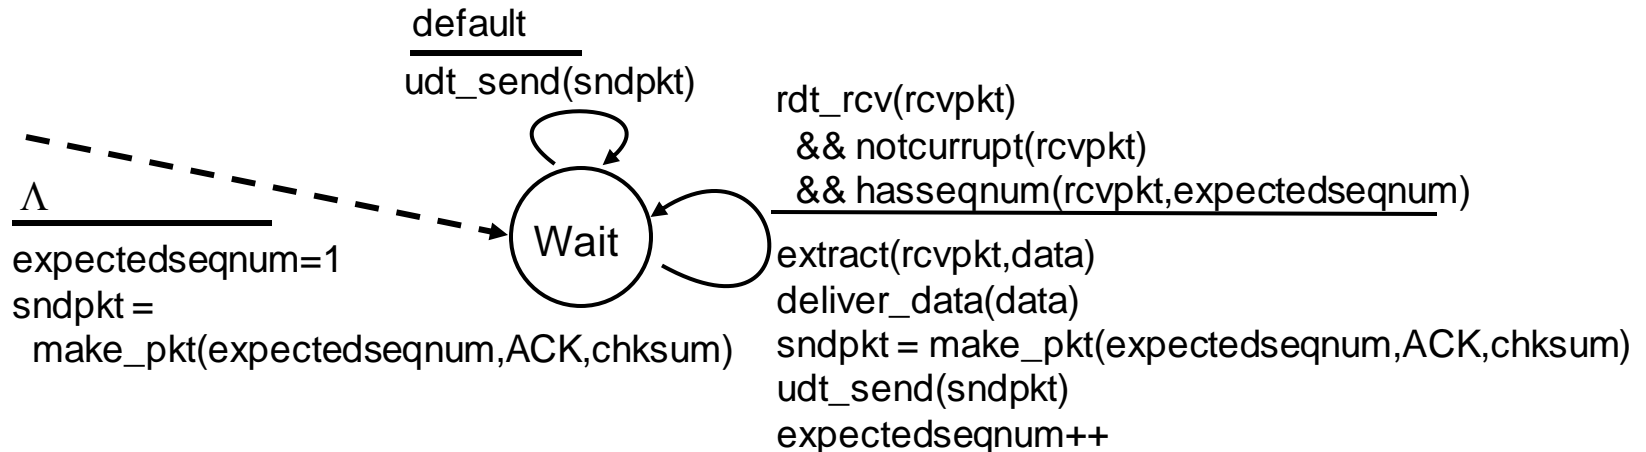 default
udt_send(sndpkt)
rdt_rcv(rcvpkt)
&& notcurrupt(rcvpkt)
&& hasseqnum(rcvpkt,expectedseqnum)
Λ
Wait
expectedseqnum=1
sndpkt =
make_pkt(expectedseqnum,ACK,chksum)
extract(rcvpkt,data)
deliver_data(data)
sndpkt = make_pkt(expectedseqnum,ACK,chksum)
udt_send(sndpkt)
expectedseqnum++